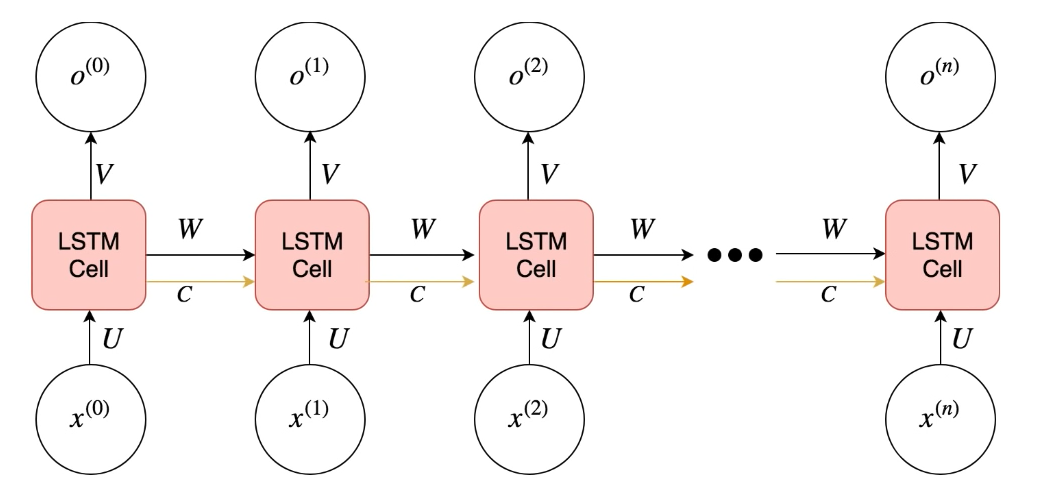 o⁽⁰⁾ o⁽¹⁾ o⁽²⁾ o⁽ⁿ⁾
V V V V
LSTM Cell W C LSTM Cell W C LSTM Cell W C ●●● W C LSTM Cell
U U U U
x⁽⁰⁾ x⁽¹⁾ x⁽²⁾ x⁽ⁿ⁾